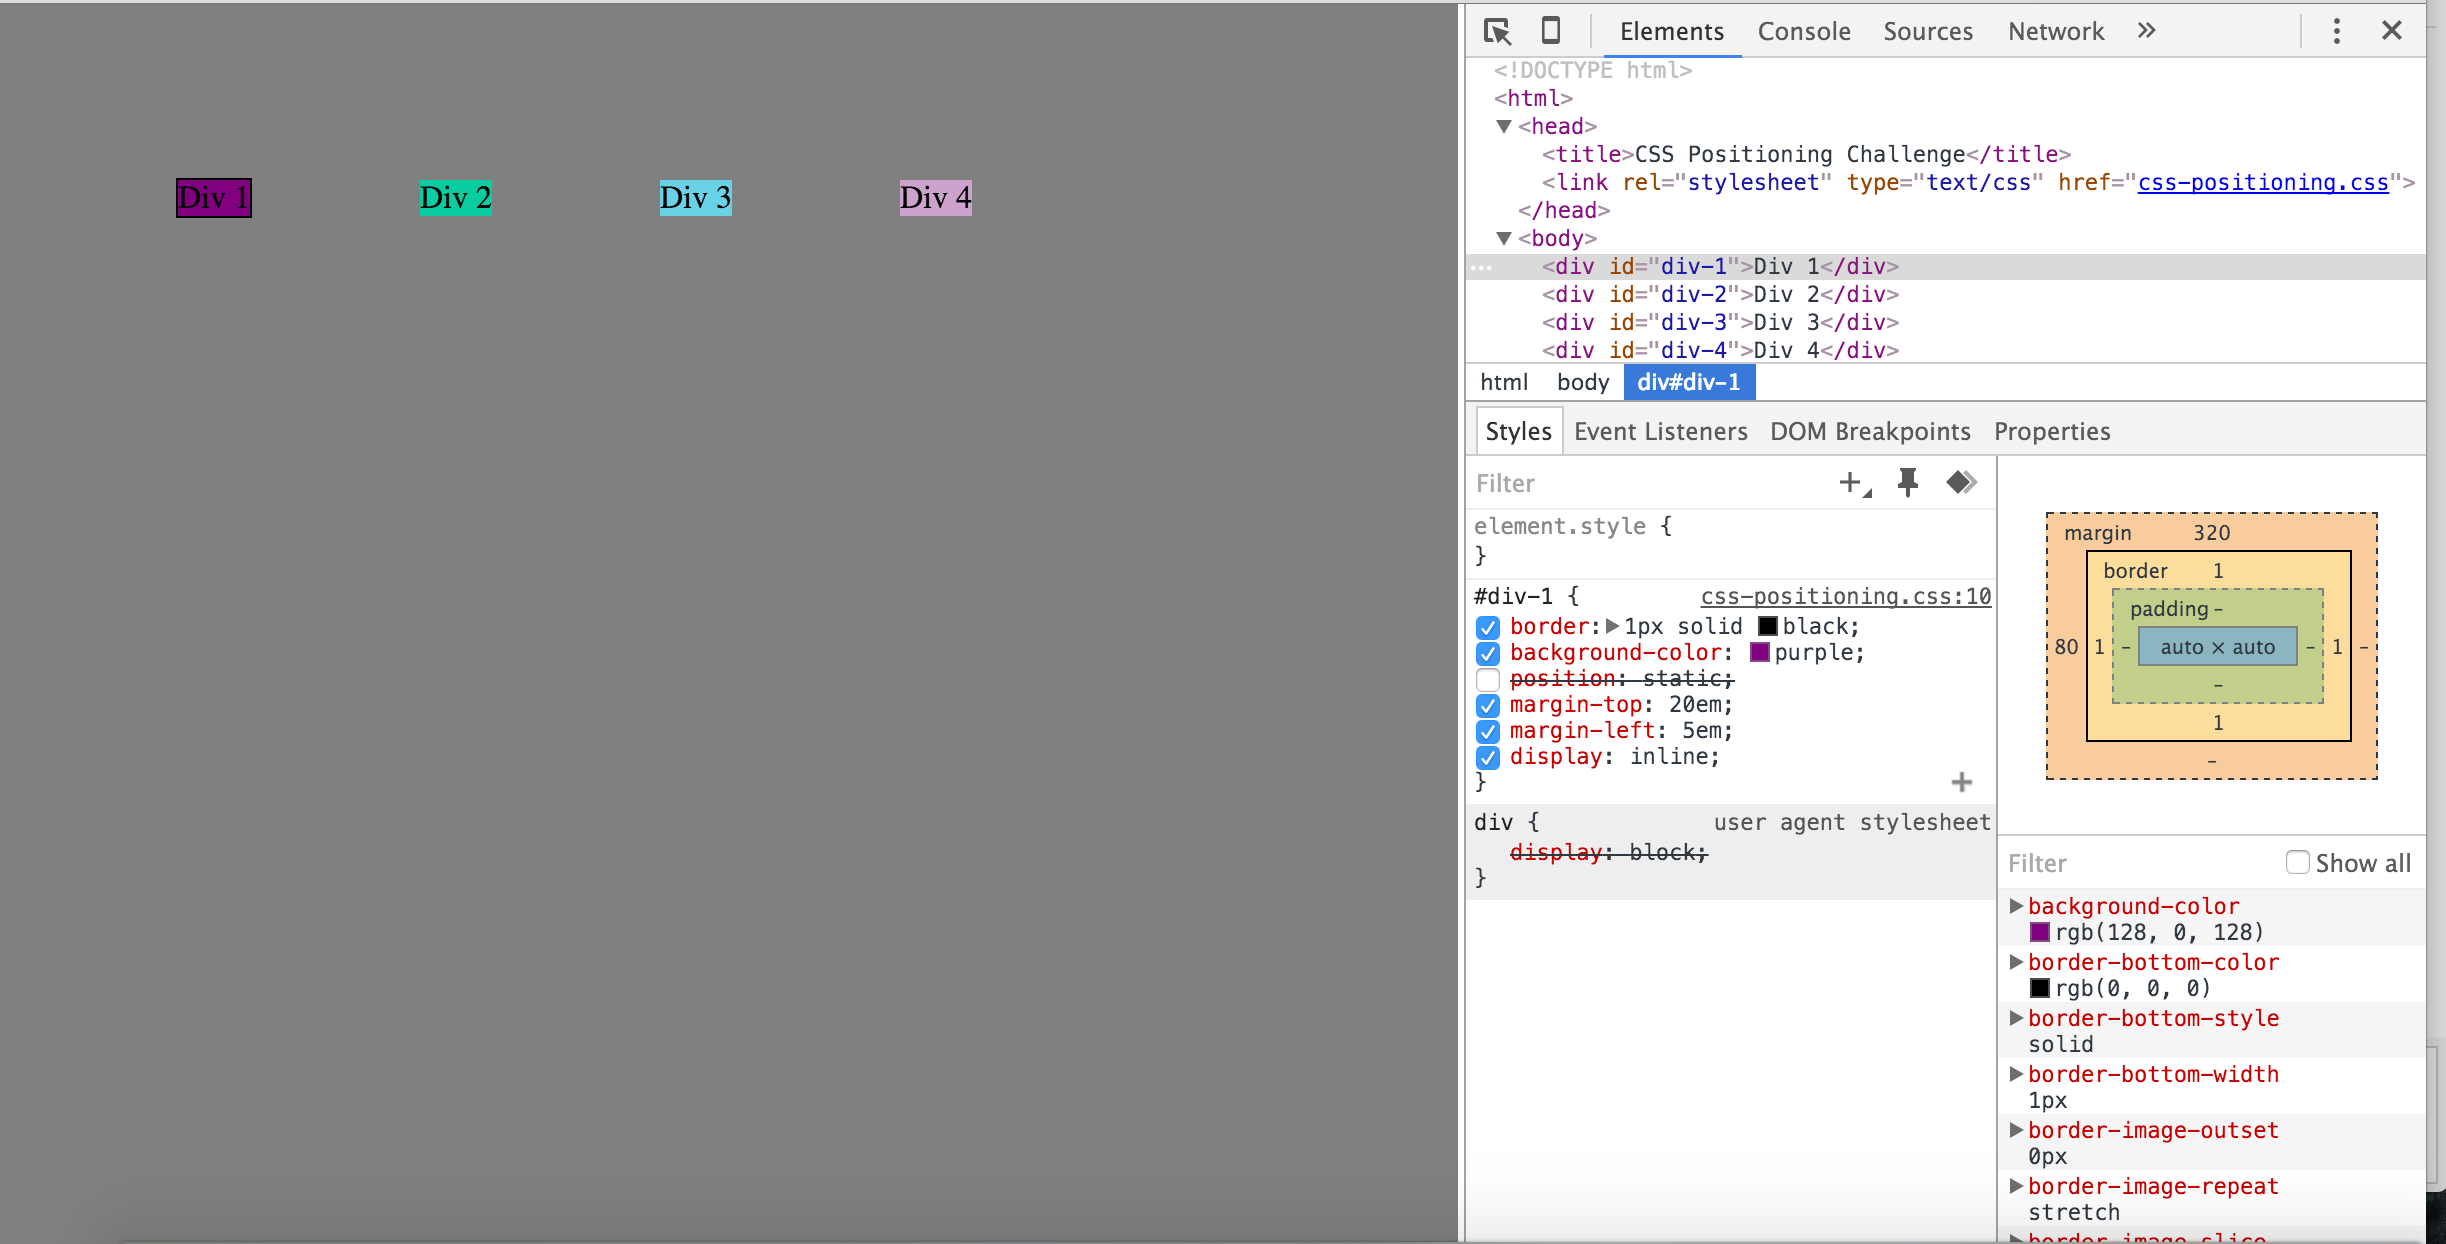 Div 1 Div 2 Div 3 Div 4
Elements Console Sources Network »
<!DOCTYPE html>
<html>
<head>
<title>CSS Positioning Challenge</title>
<link rel="stylesheet" type="text/css" href="css-positioning.css">
</head>
<body>
<div id="div-1">Div 1</div>
<div id="div-2">Div 2</div>
<div id="div-3">Div 3</div>
<div id="div-4">Div 4</div>
html body div#div-1
Styles Event Listeners DOM Breakpoints Properties
Filter
element.style {
}
#div-1 { css-positioning.css:10
border: 1px solid black;
background-color: purple;
position: static;
margin-top: 20em;
margin-left: 5em;
display: inline;
}
div { user agent stylesheet
display: block;
}
margin 320
border 1
padding -
80 1 - auto × auto - 1 -
-
1
-
Filter Show all
background-color
rgb(128, 0, 128)
border-bottom-color
rgb(0, 0, 0)
border-bottom-style
solid
border-bottom-width
1px
border-image-outset
0px
border-image-repeat
stretch
border-image-slice